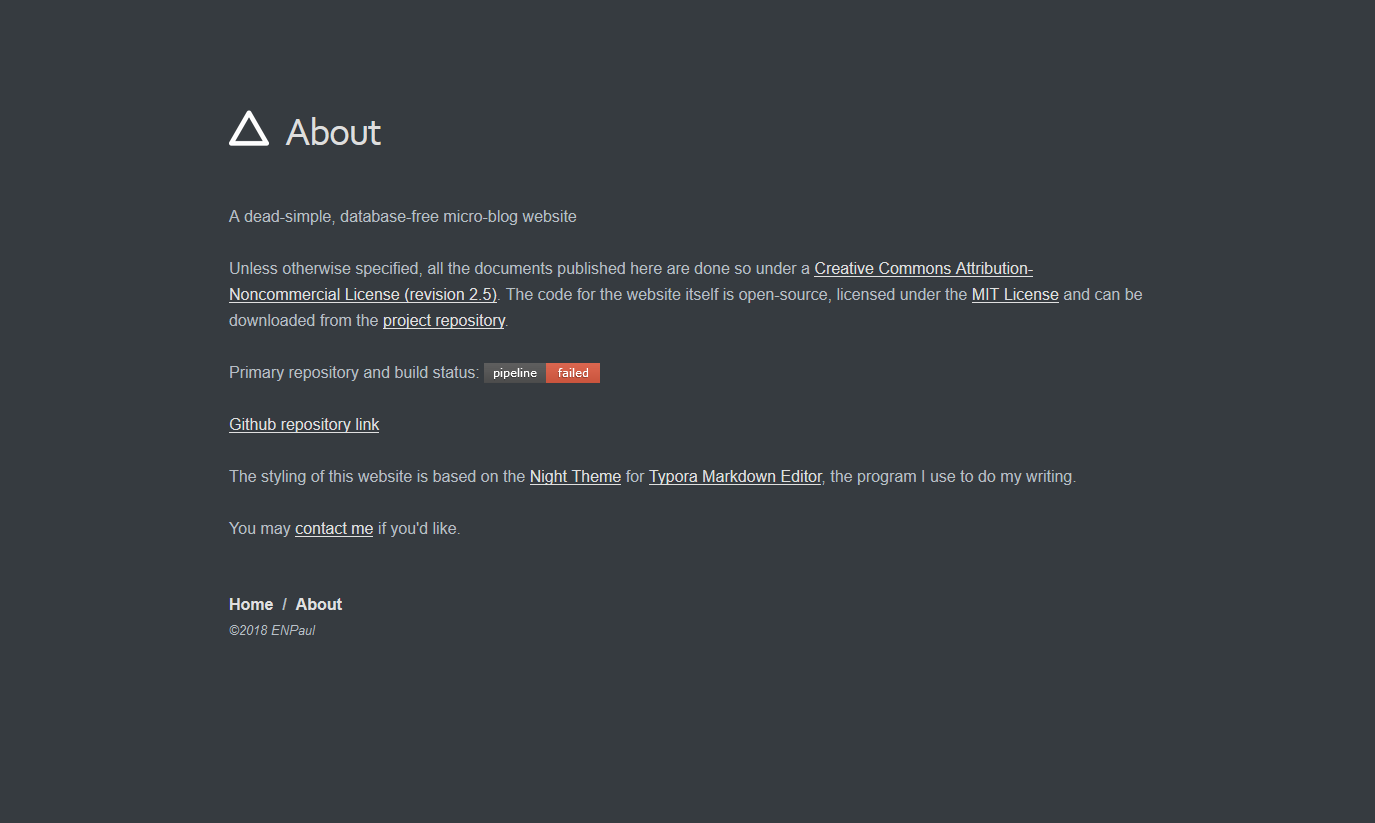 About
A dead-simple, database-free micro-blog website
Unless otherwise specified, all the documents published here are done so under a Creative Commons Attribution-
Noncommercial License (revision 2.5). The code for the website itself is open-source, licensed under the MIT License and can be
downloaded from the project repository.
Primary repository and build status: pipeline failed
Github repository link
The styling of this website is based on the Night Theme for Typora Markdown Editor, the program I use to do my writing.
You may contact me if you'd like.
Home / About
©2018 ENPaul